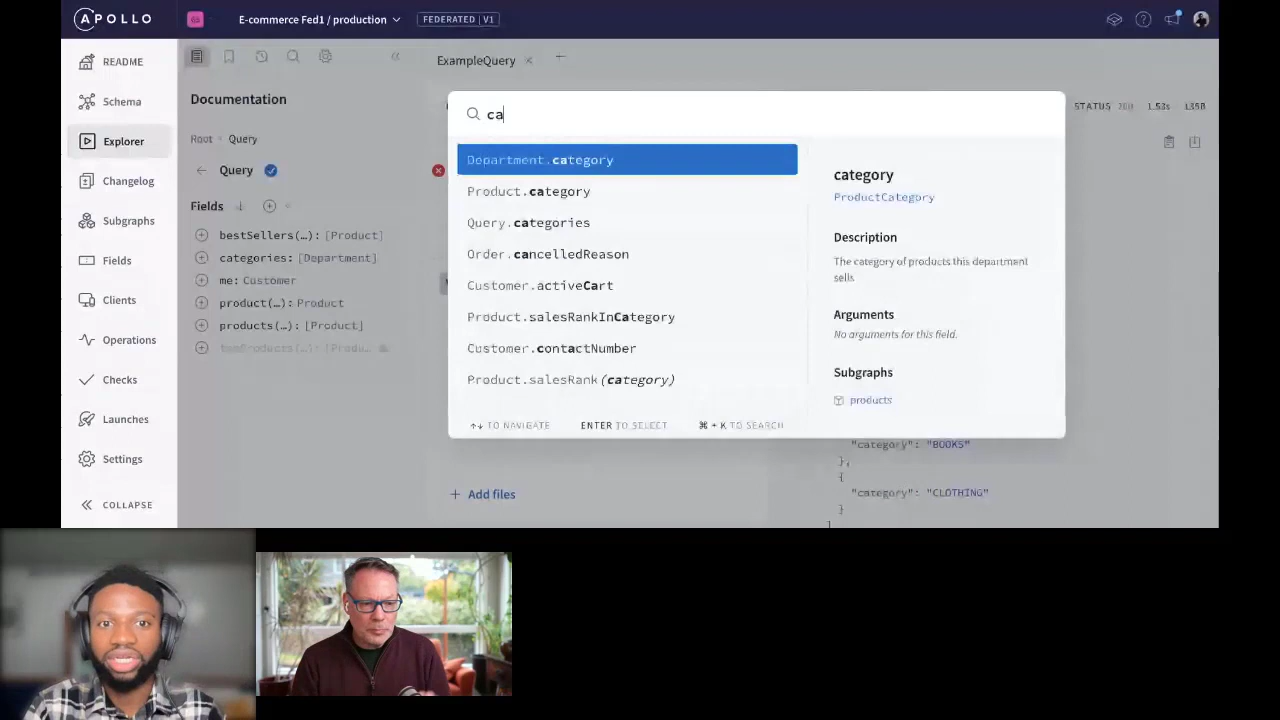 APOLLO
E-commerce Fed1 / production
FEDERATED | V1
README
Schema
Explorer
Changelog
Subgraphs
Fields
Clients
Operations
Checks
Launches
Settings
COLLAPSE
Documentation
Root
Query
Query
Fields
bestSellers(…): [Product]
categories: [Department]
me: Customer
product(…): Product
products(…): [Product]
ExampleQuery
STATUS
1.53s
ca
Department.category
Product.category
Query.categories
Order.cancelledReason
Customer.activeCart
Product.salesRankInCategory
Customer.contactNumber
Product.salesRank(category)
↑↓ TO NAVIGATE
ENTER TO SELECT
⌘ + K TO SEARCH
category
ProductCategory
Description
The category of products this department
sells
Arguments
No arguments for this field.
Subgraphs
products
"category": "BOOKS"
},
{
"category": "CLOTHING"
}
]
+ Add files